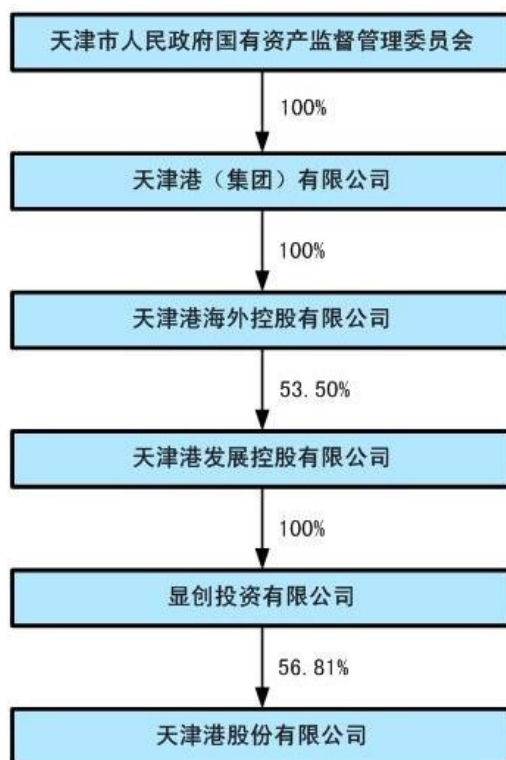 天津市人民政府国有资产监督管理委员会
100%
天津港（集团）有限公司
100%
天津港海外控股有限公司
53.50%
天津港发展控股有限公司
100%
显创投资有限公司
56.81%
天津港股份有限公司